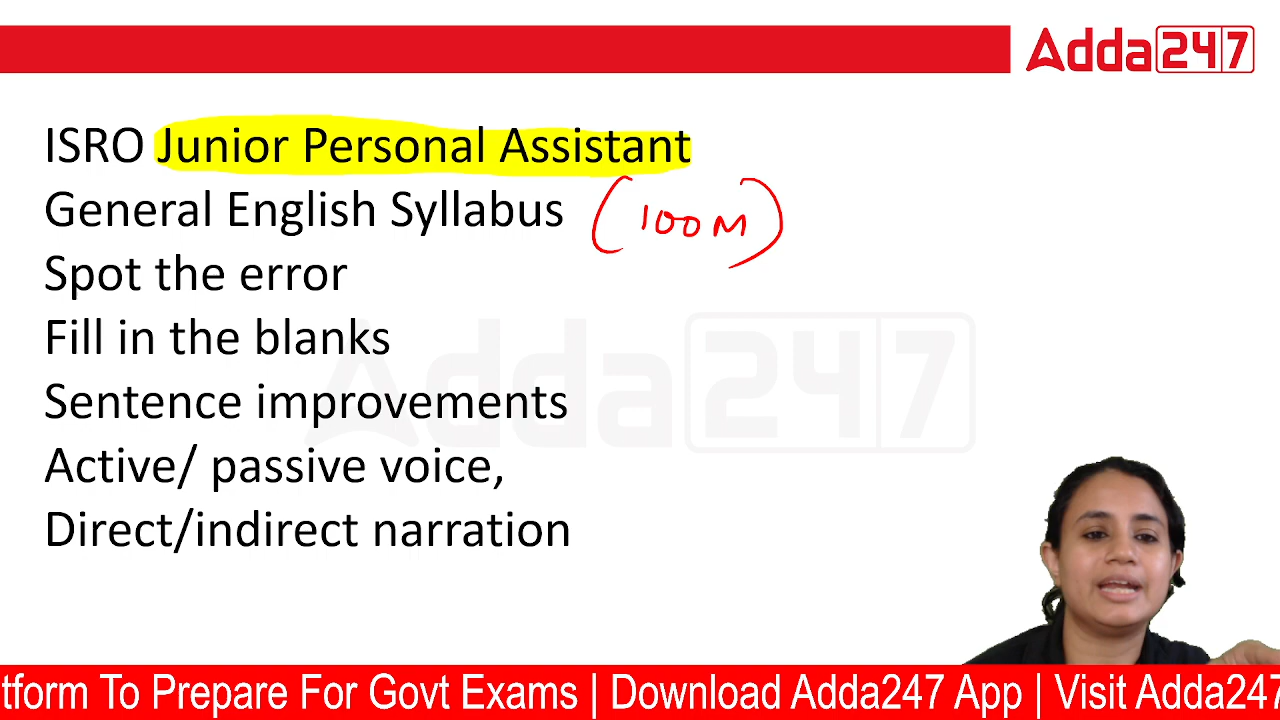 Adda247
ISRO Junior Personal Assistant
General English Syllabus (100M)
Spot the error
Fill in the blanks
Sentence improvements
Active/ passive voice,
Direct/indirect narration
Adda247
tform To Prepare For Govt Exams | Download Adda247 App | Visit Adda247